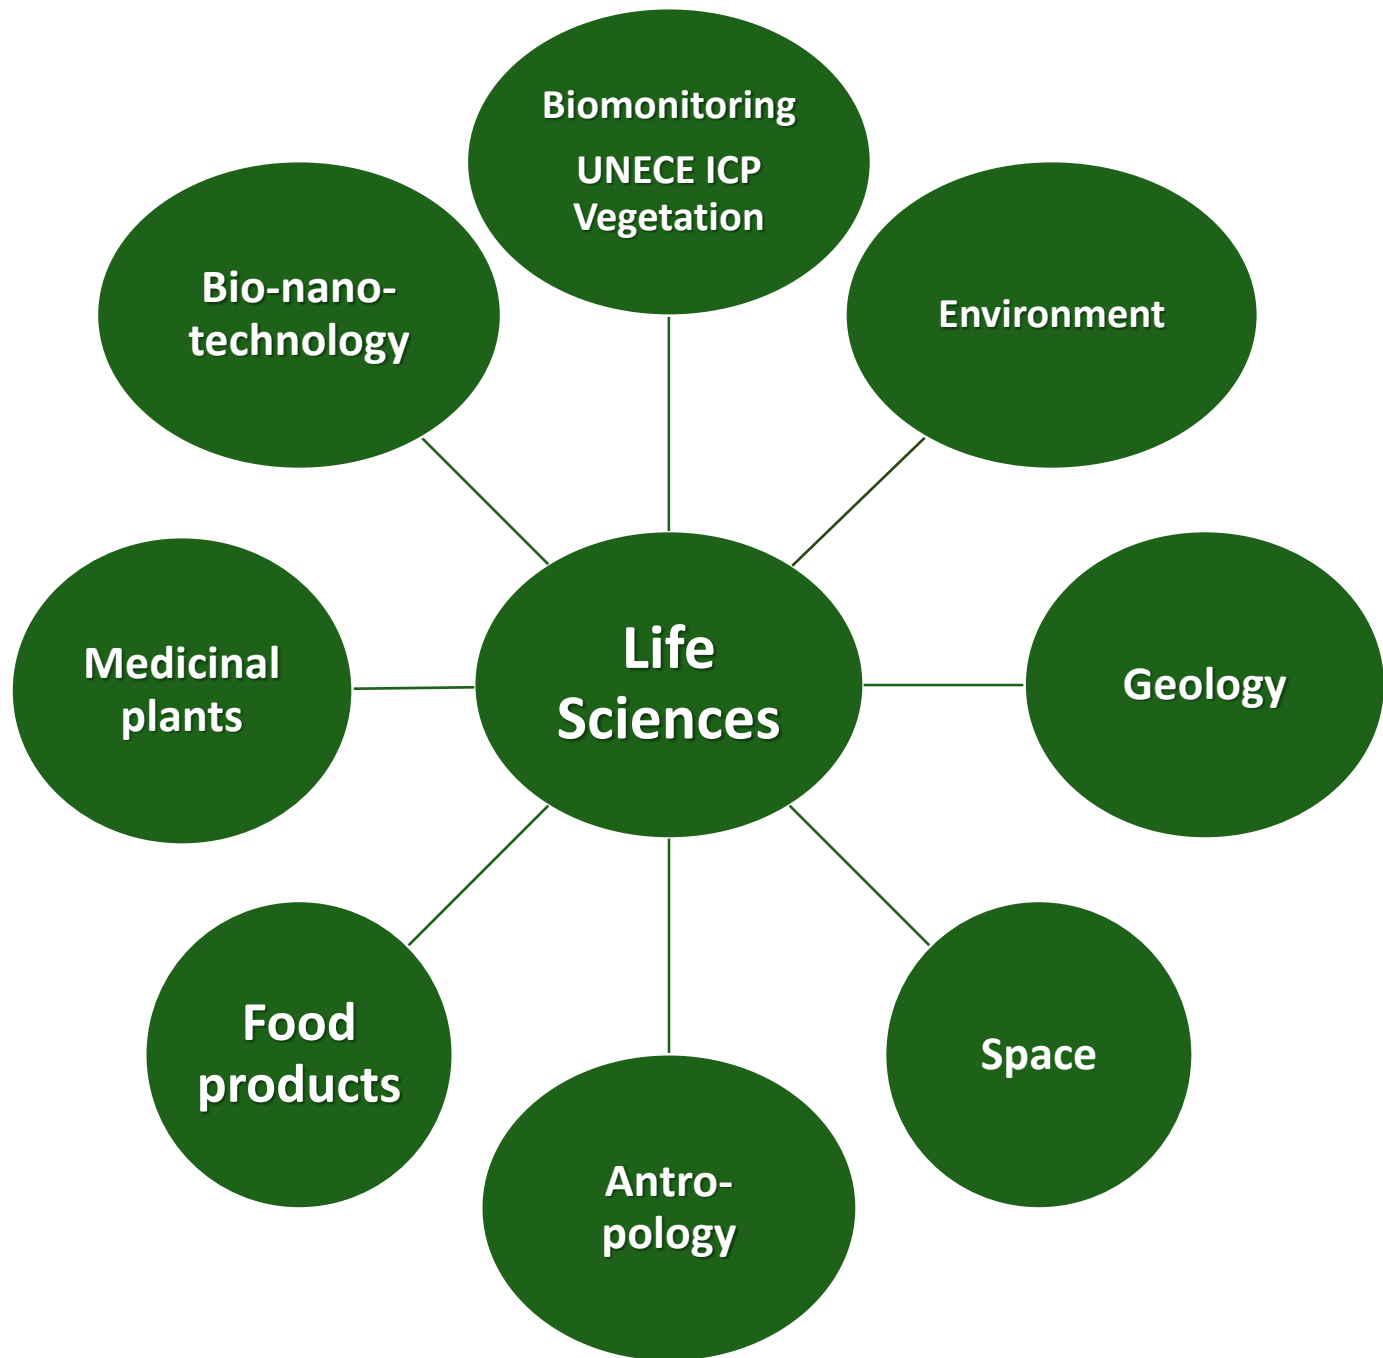 Biomonitoring
UNECE ICP
Vegetation
Bio-nano-
technology
Environment
Life
Sciences
Medicinal
plants
Geology
Food
products
Space
Antro-
pology